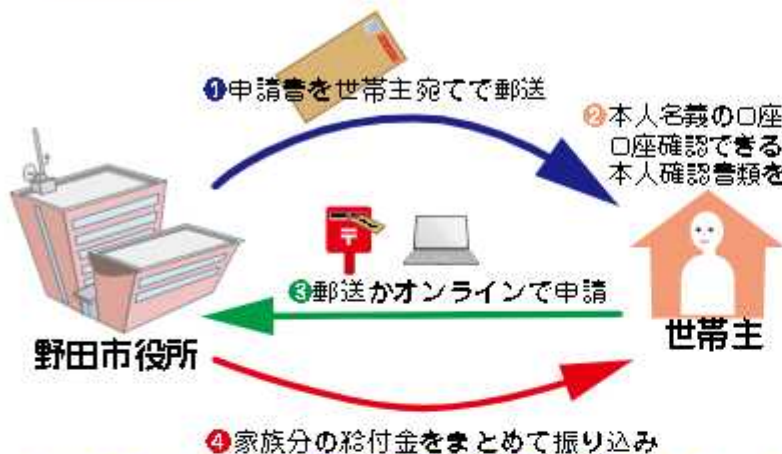 ❶申請書を世帯主宛てで郵送
❷本人名義の口座
口座確認できる
本人確認書類を
〒
❸郵送かオンラインで申請
野田市役所
世帯主
❹家族分の給付金をまとめて振り込み